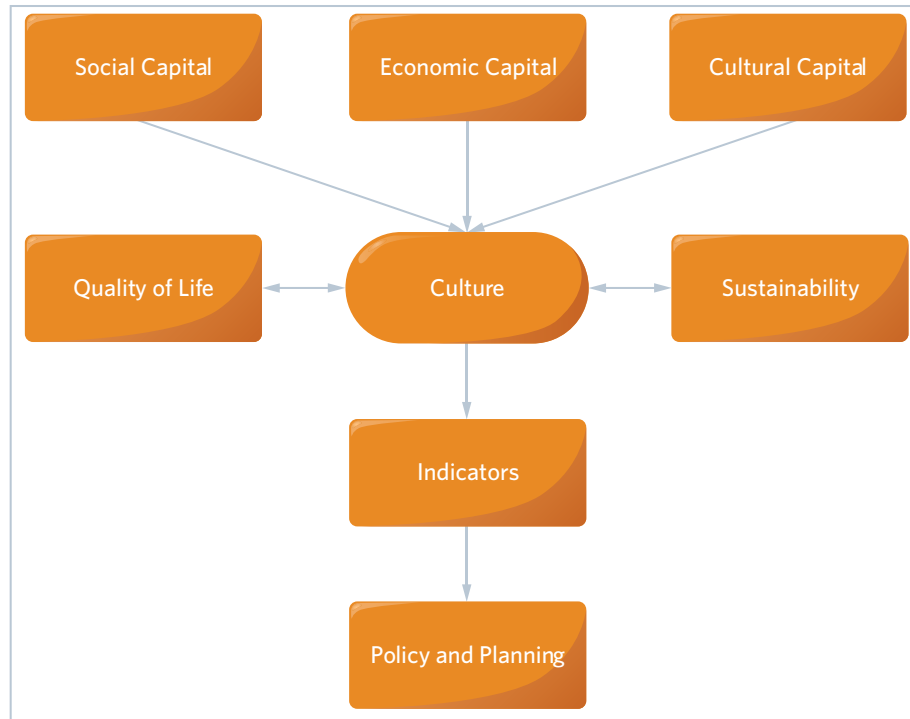 Social Capital
Economic Capital
Cultural Capital
Quality of Life
Culture
Sustainability
Indicators
Policy and Planning